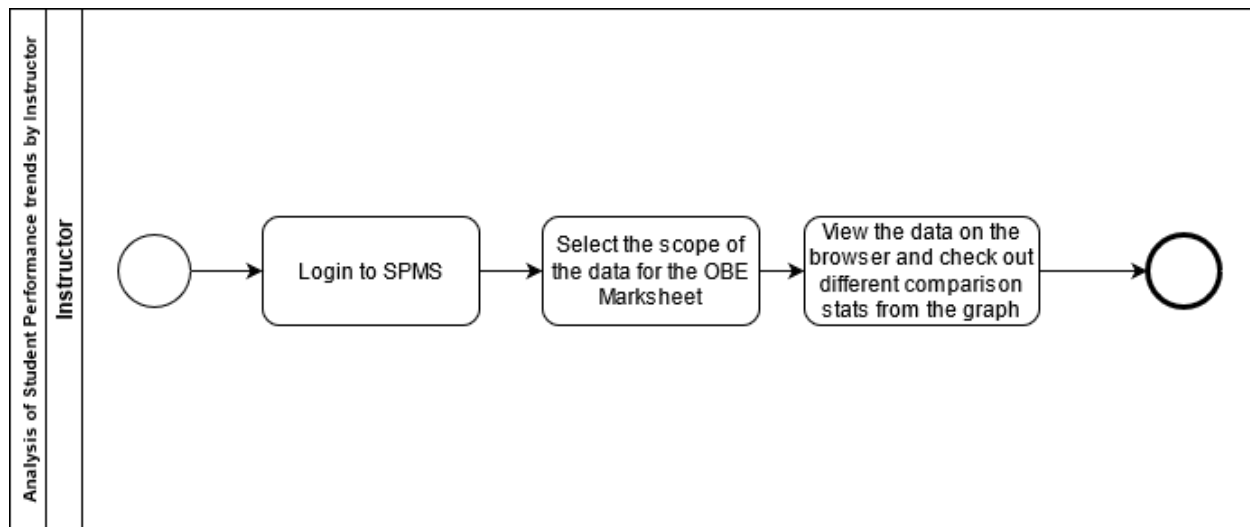 Analysis of Student Performance trends by Instructor
Instructor
Login to SPMS
Select the scope of
the data for the OBE
Marksheet
View the data on the
browser and check out
different comparison
stats from the graph